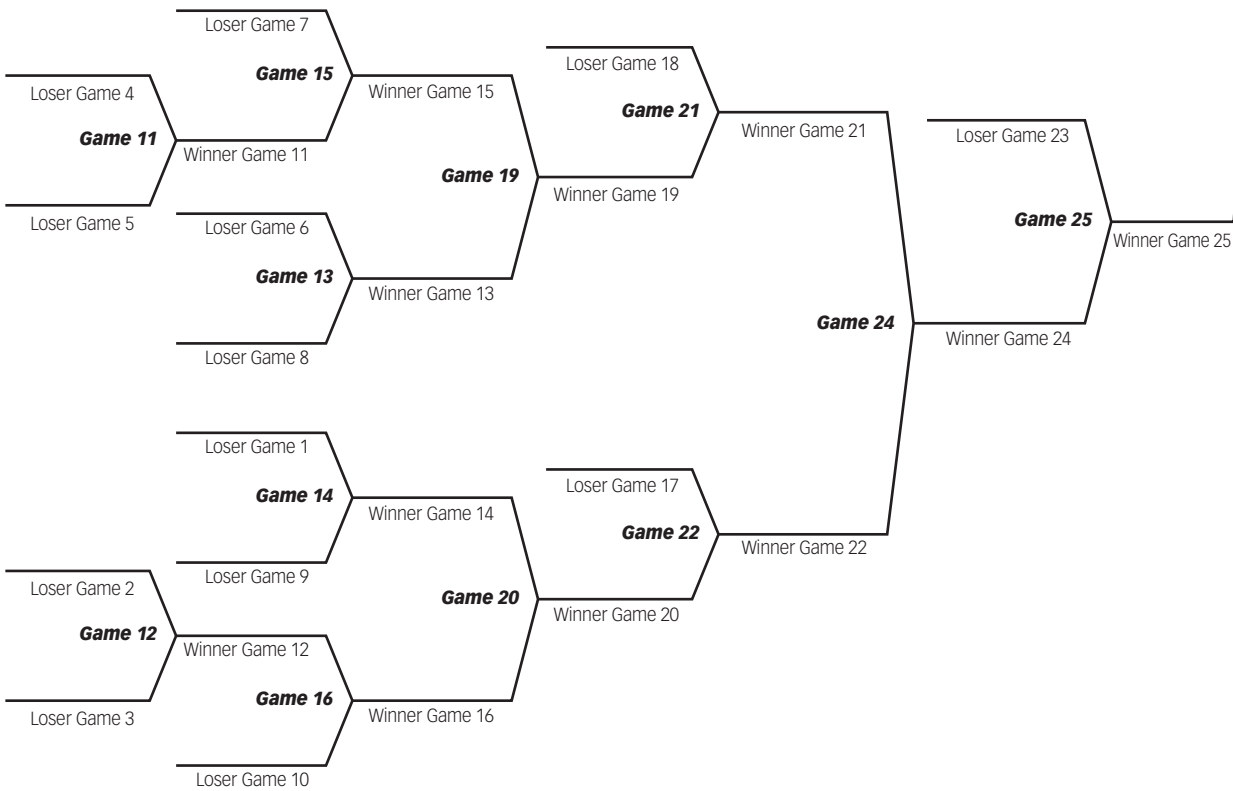 Loser Game 7
Game 15
Loser Game 18
Loser Game 4
Winner Game 15
Game 21
Game 11
Winner Game 21
Loser Game 23
Winner Game 11
Game 19
Winner Game 19
Loser Game 5
Loser Game 6
Game 25
Winner Game 25
Game 13
Winner Game 13
Game 24
Winner Game 24
Loser Game 8
Loser Game 1
Loser Game 17
Game 14
Winner Game 14
Game 22
Winner Game 22
Loser Game 9
Loser Game 2
Game 20
Winner Game 20
Game 12
Winner Game 12
Game 16
Winner Game 16
Loser Game 3
Loser Game 10